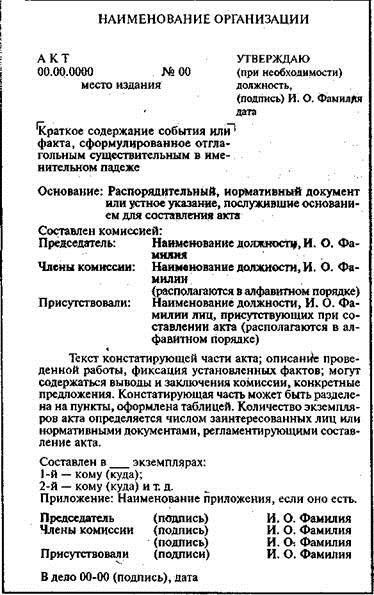 НАИМЕНОВАНИЕ ОРГАНИЗАЦИИ
А К Т УТВЕРЖДАЮ
00.00.0000 № 00 (при необходимости)
место издания должность,
(подпись) И. О. Фамилия
дата
Краткое содержание события или
факта, сформулированное отгла-
гольным существительным в име-
нительном падеже
Основание: Распорядительный, нормативный документ
или устное указание, послужившие основани-
ем для составления акта
Составлен комиссией:
Председатель: Наименование должности, И. О. Фа-
милия
Члены комиссии: Наименование должности, И. О. Фа-
милии
(располагаются в алфавитном порядке)
Присутствовали: Наименование должности, И. О. Фа-
милии лиц, присутствующих при со-
ставлении акта (располагаются в ал-
фавитном порядке)
Текст констатирующей части акта; описание прове-
денной работы, фиксация установленных фактов; могут
содержаться выводы и заключения комиссии, конкретные
предложения. Констатирующая часть может быть разделе-
на на пункты, оформлена таблицей. Количество экземпля-
ров акта определяется числом заинтересованных лиц или
нормативными документами, регламентирующими состав-
ление акта.
Составлен в ___ экземплярах:
1-й — кому (куда);
2-й — кому (куда) и т. д.
Приложение: Наименование приложения, если оно есть.
Председатель (подпись) И. О. Фамилия
Члены комиссии (подпись) И. О. Фамилия
(подпись) И. О. Фамилия
Присутствовали (подписи) И. О. Фамилия
В дело 00-00 (подпись), дата